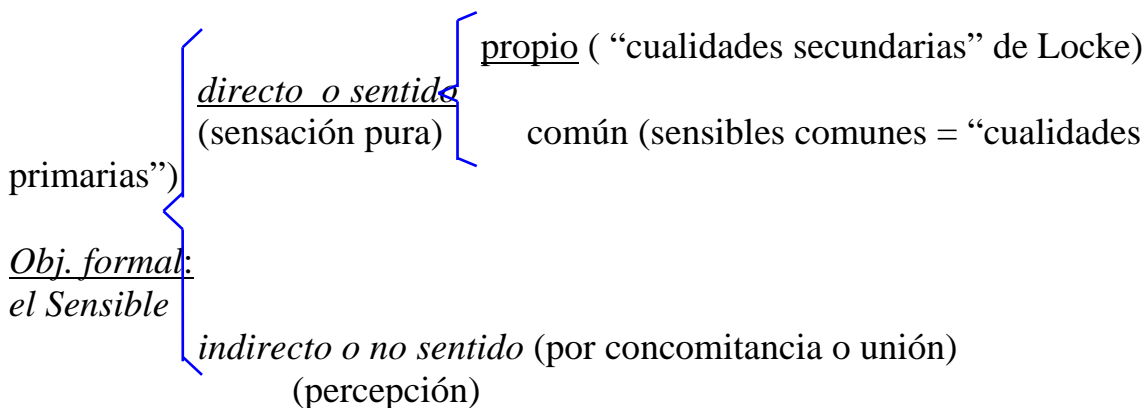 propio ( “cualidades secundarias” de Locke)
directo o sentido
(sensación pura) común (sensibles comunes = “cualidades
primarias”)
Obj. formal:
el Sensible
indirecto o no sentido (por concomitancia o unión)
(percepción)